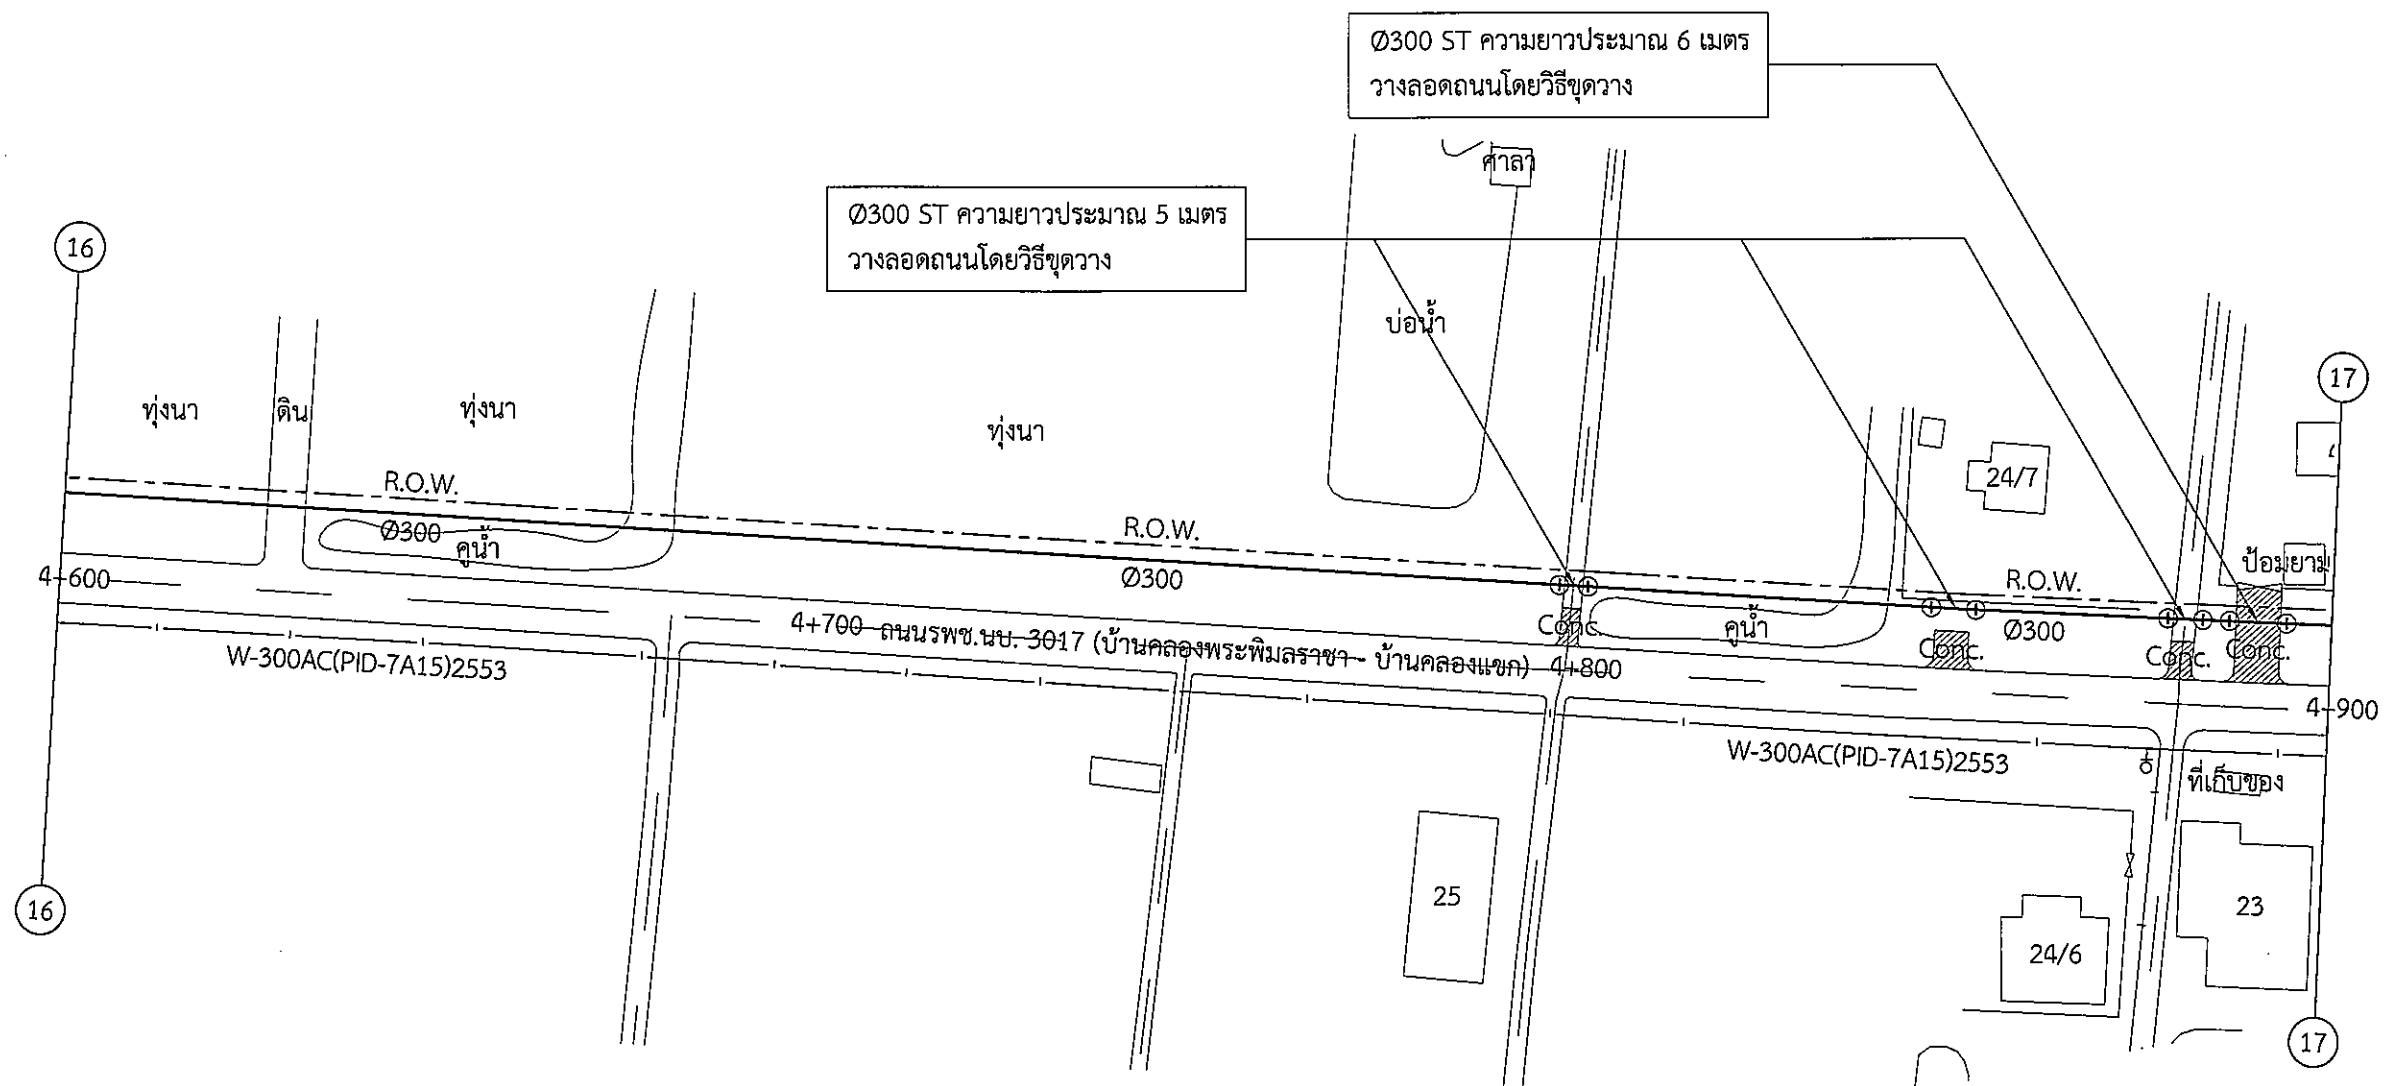 Ø300 ST ความยาวประมาณ 6 เมตร
วางลอดถนนโดยวิธีขุดวาง
ศาลา
Ø300 ST ความยาวประมาณ 5 เมตร
วางลอดถนนโดยวิธีขุดวาง
16
บ่อน้ำ
17
ทุ่งนา
ดิน
ทุ่งนา
ทุ่งนา
24/7
R.O.W.
R.O.W.
R.O.W.
ป้อมยาม
Ø300
คูน้ำ
Ø300
4+600
Conc.
คูน้ำ
Ø300
4+700 ถนนรพช.นบ. 3017 (บ้านคลองพระพิมลราชา - บ้านคลองแขก) 4+800
Conc.
Conc.
Conc.
W-300AC(PID-7A15)2553
4+900
W-300AC(PID-7A15)2553
ที่เก็บของ
25
23
16
24/6
17